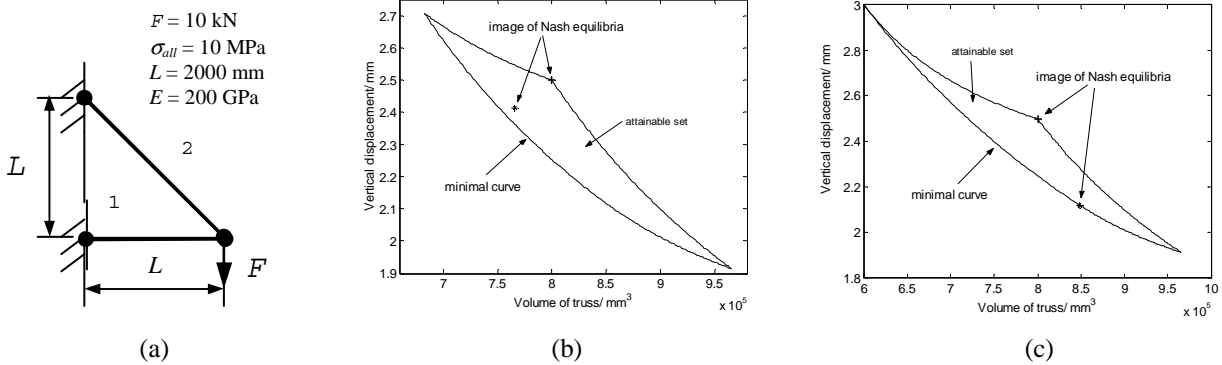 F = 10 kN
σall = 10 MPa
L = 2000 mm
E = 200 GPa
2
L
1
L
F
(a)
2.7
2.6
2.5
2.4
2.3
2.2
2.1
2
1.9
Vertical displacement/ mm
image of Nash equilibria
attainable set
minimal curve
7 7.5 8 8.5 9 9.5
Volume of truss/ mm³
x 10⁵
(b)
3
2.8
2.6
2.4
2.2
2
1.8
Vertical displacement/ mm
attainable set
image of Nash equilibria
minimal curve
6 6.5 7 7.5 8 8.5 9 9.5 10
Volume of truss/ mm³
x 10⁵
(c)